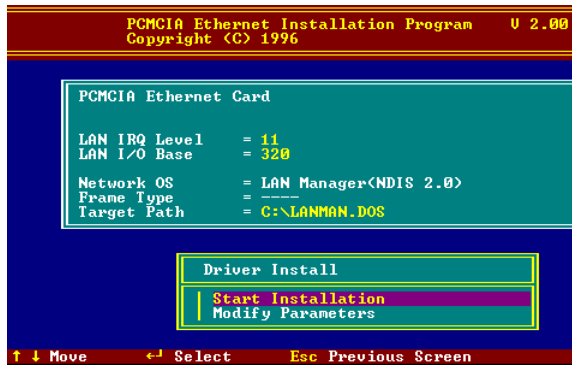 PCMCIA Ethernet Installation Program V 2.00
Copyright (C) 1996
PCMCIA Ethernet Card
LAN IRQ Level = 11
LAN I/O Base = 320
Network OS = LAN Manager(NDIS 2.0)
Frame Type = ----
Target Path = C:\LANMAN.DOS
Driver Install
Start Installation
Modify Parameters
↑ ↓ Move ↵ Select Esc Previous Screen